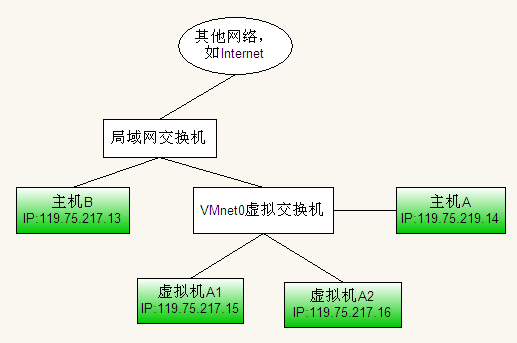 其他网络，
如Internet
局域网交换机
主机B
IP:119.75.217.13
VMnet0虚拟交换机
主机A
IP:119.75.219.14
虚拟机A1
IP:119.75.217.15
虚拟机A2
IP:119.75.217.16